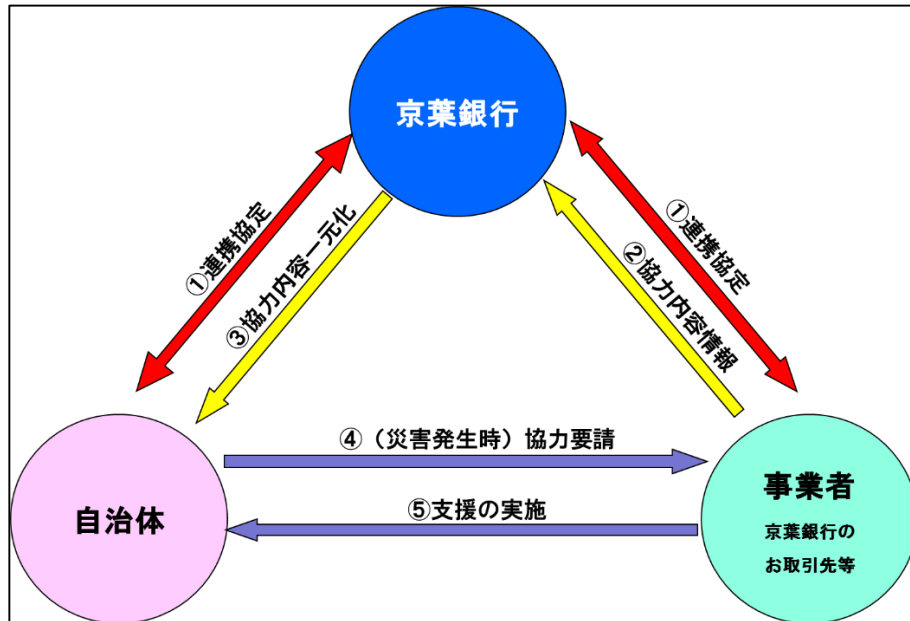 京葉銀行
①連携協定
③協力内容一元化
①連携協定
②協力内容情報
④（災害発生時）協力要請
⑤支援の実施
自治体
事業者
京葉銀行の
お取引先等